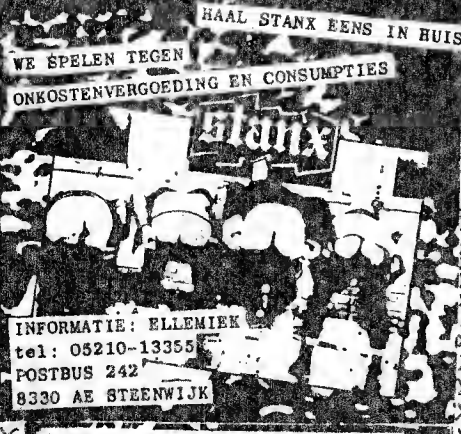 HAAL STANX EENS IN HUIS
WE SPELEN TEGEN
ONKOSTENVERGOEDING EN CONSUMPTIES
stanx
INFORMATIE: ELLEMIEK
tel: 05210-13355
POSTBUS 242
8330 AE STEENWIJK